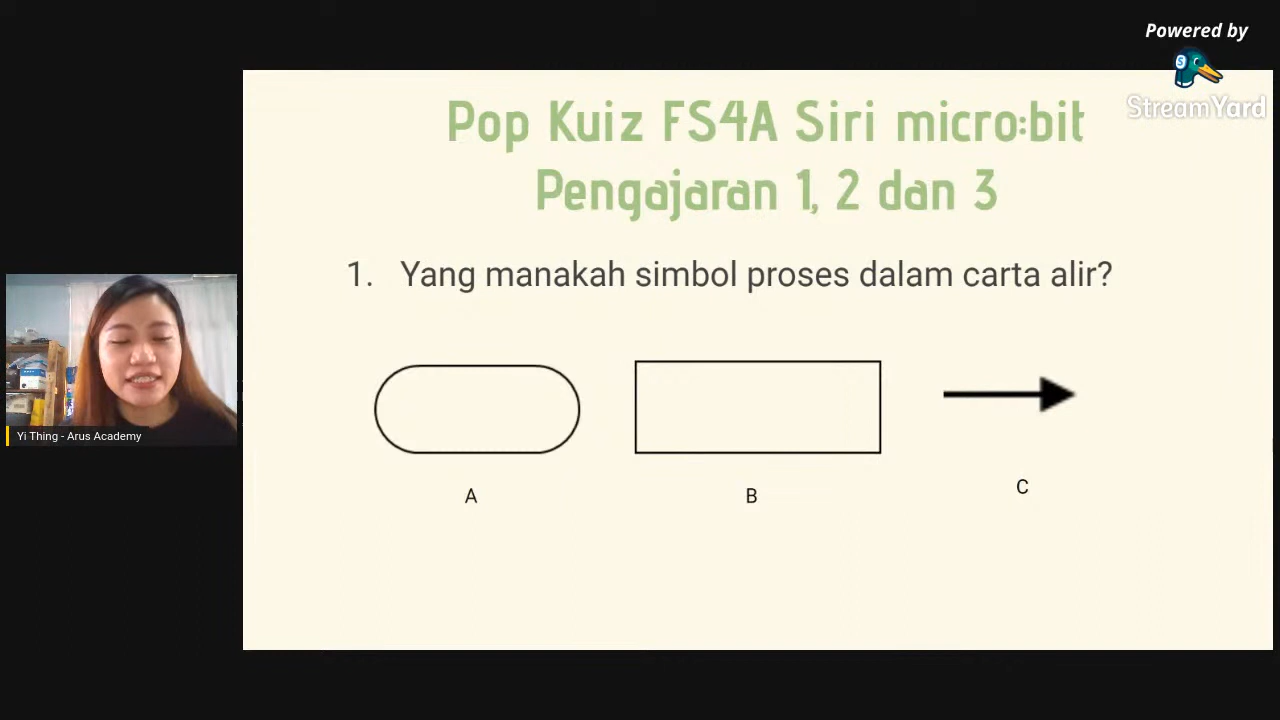 Powered by
StreamYard
Pop Kuiz FS4A Siri micro:bit
Pengajaran 1, 2 dan 3
1. Yang manakah simbol proses dalam carta alir?
A
B
C
Yi Thing - Arus Academy